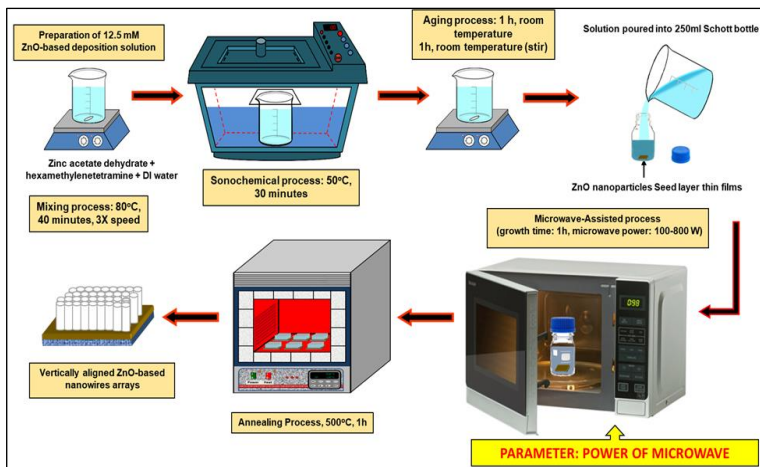 Preparation of 12.5 mM
ZnO-based deposition solution
Zinc acetate dehydrate +
hexamethylenetetramine + DI water
Mixing process: 80°C,
40 minutes, 3X speed
Sonochemical process: 50°C,
30 minutes
Aging process: 1 h, room
temperature
1h, room temperature (stir)
Solution poured into 250ml Schott bottle
ZnO nanoparticles Seed layer thin films
Microwave-Assisted process
(growth time: 1h, microwave power: 100-800 W)
PARAMETER: POWER OF MICROWAVE
Annealing Process, 500°C, 1h
Vertically aligned ZnO-based
nanowires arrays